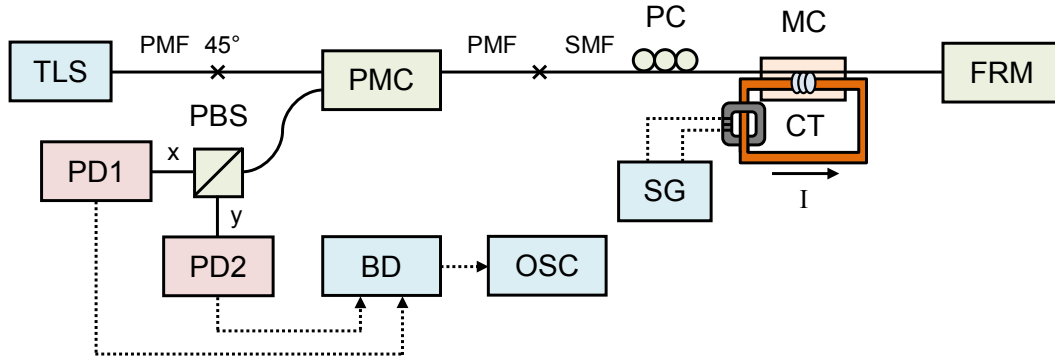 PC
MC
PMF 45°
PMF
SMF
TLS
PMC
FRM
PBS
CT
PD1
x
SG
I
y
PD2
BD
OSC